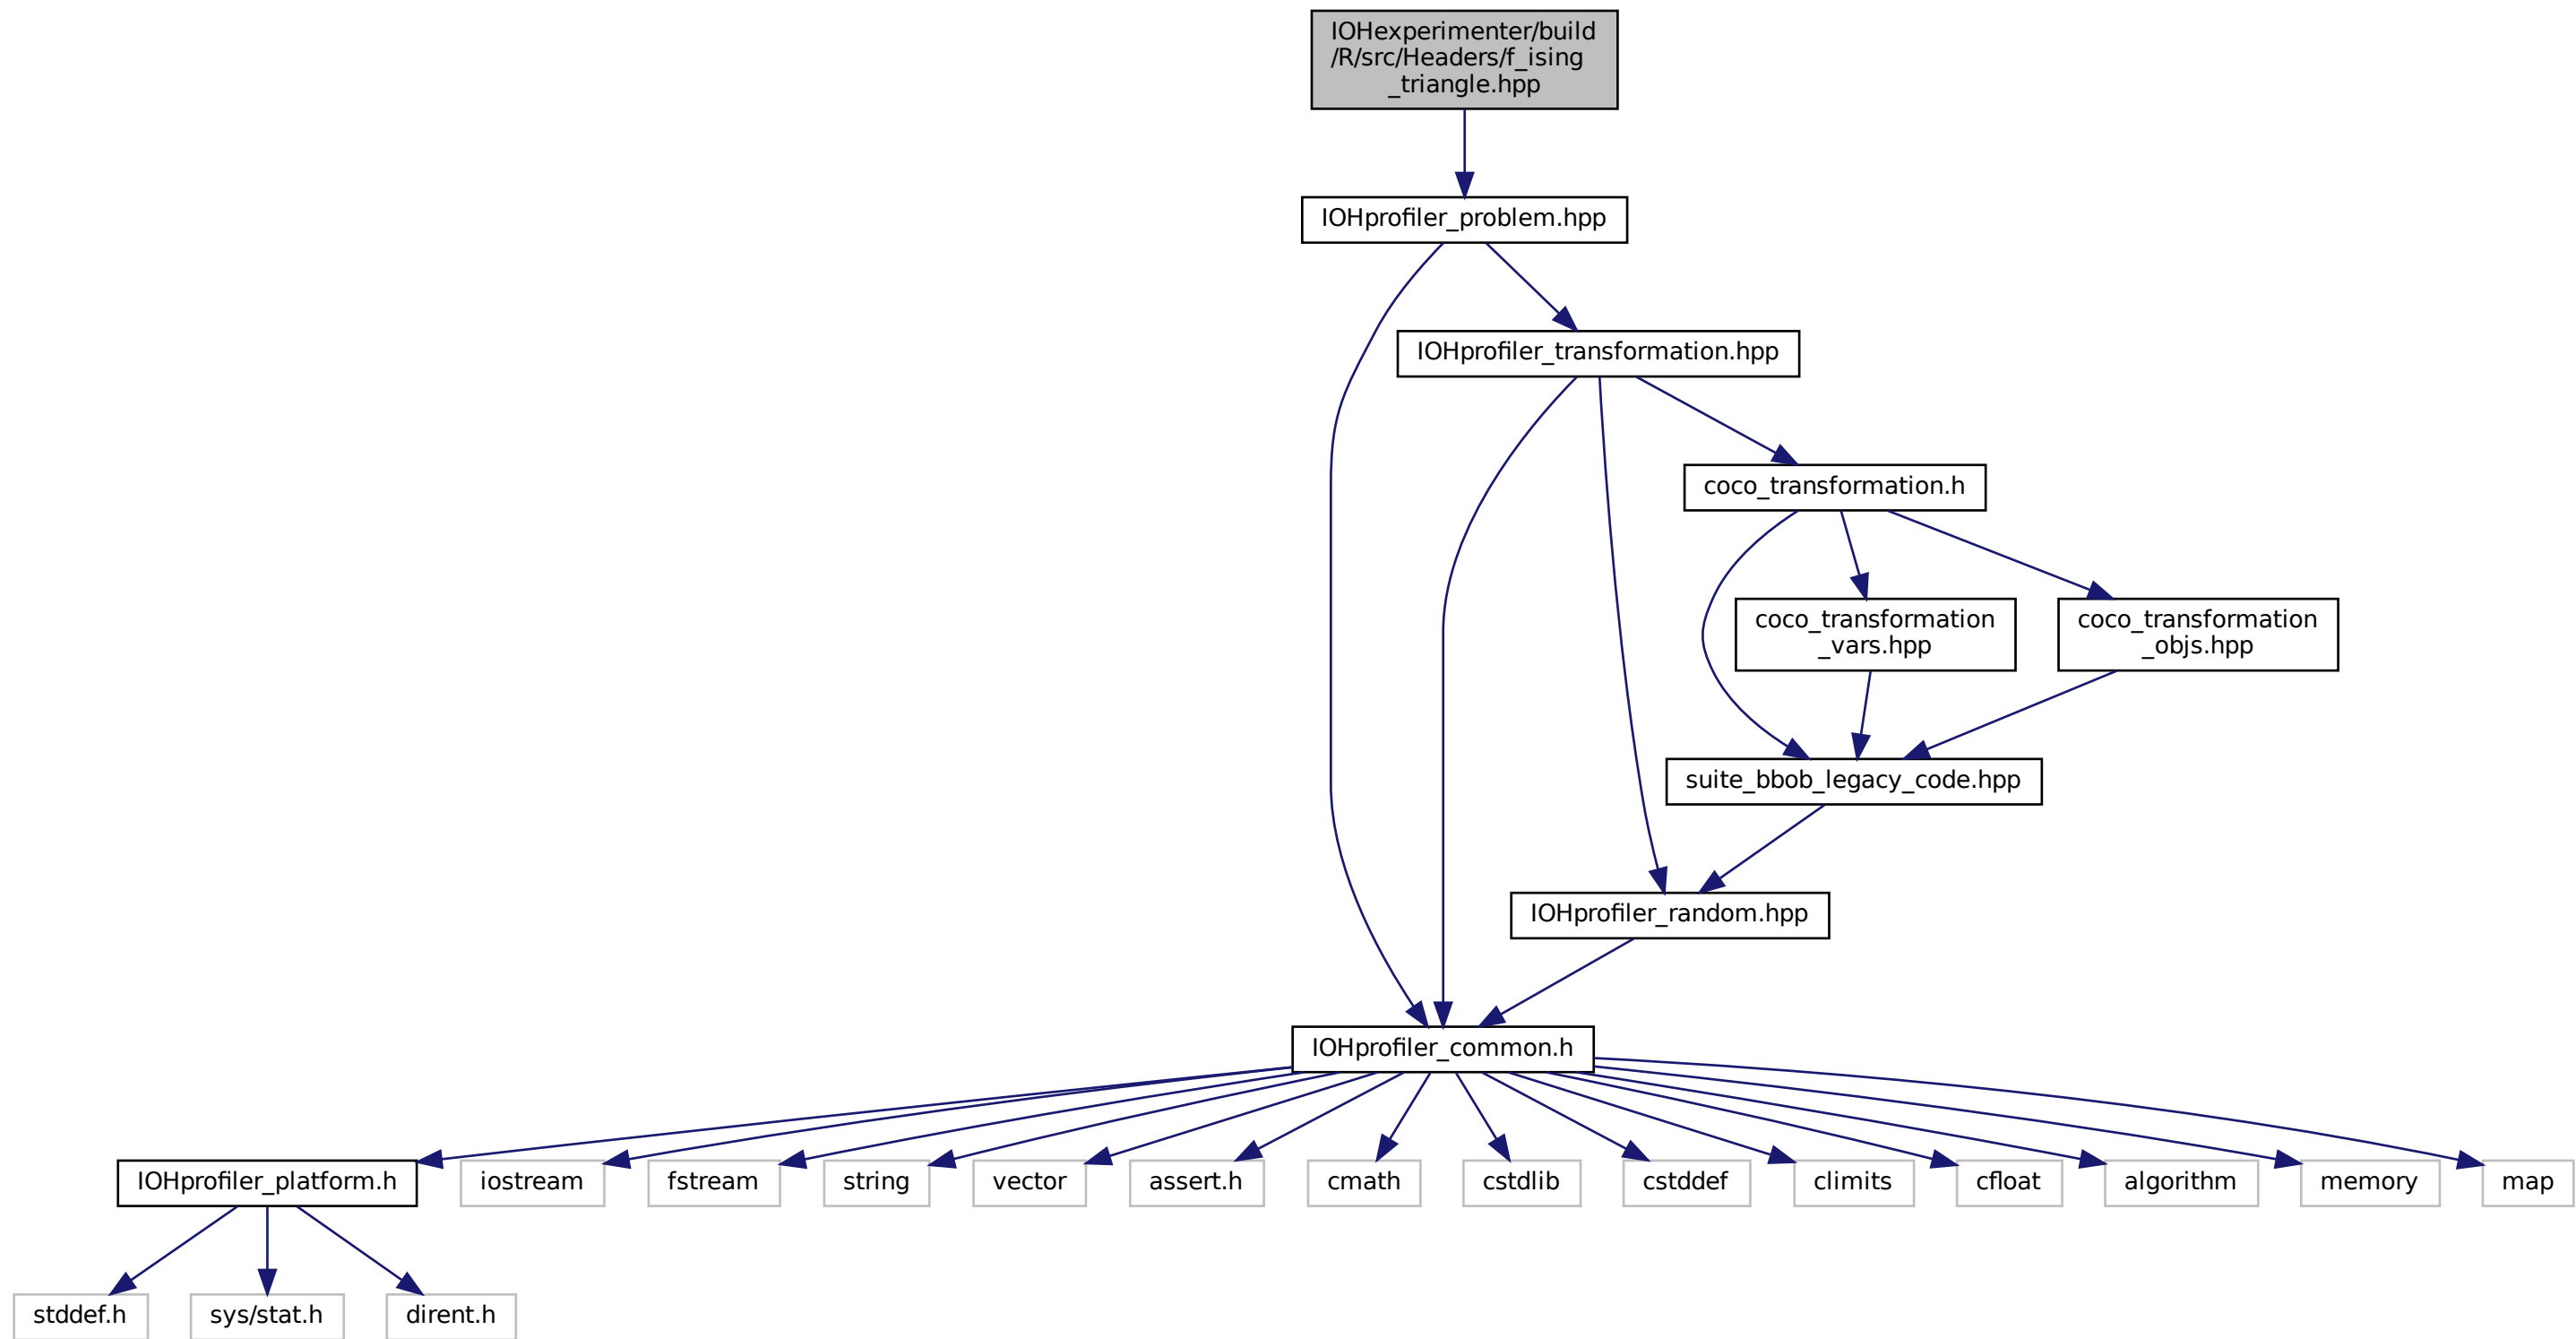 IOHexperimenter/build
/R/src/Headers/f_ising
_triangle.hpp
IOHprofiler_problem.hpp
IOHprofiler_transformation.hpp
coco_transformation.h
coco_transformation
_vars.hpp
coco_transformation
_objs.hpp
suite_bbob_legacy_code.hpp
IOHprofiler_random.hpp
IOHprofiler_common.h
IOHprofiler_platform.h
iostream
fstream
string
vector
assert.h
cmath
cstdlib
cstddef
climits
cfloat
algorithm
memory
map
stddef.h
sys/stat.h
dirent.h